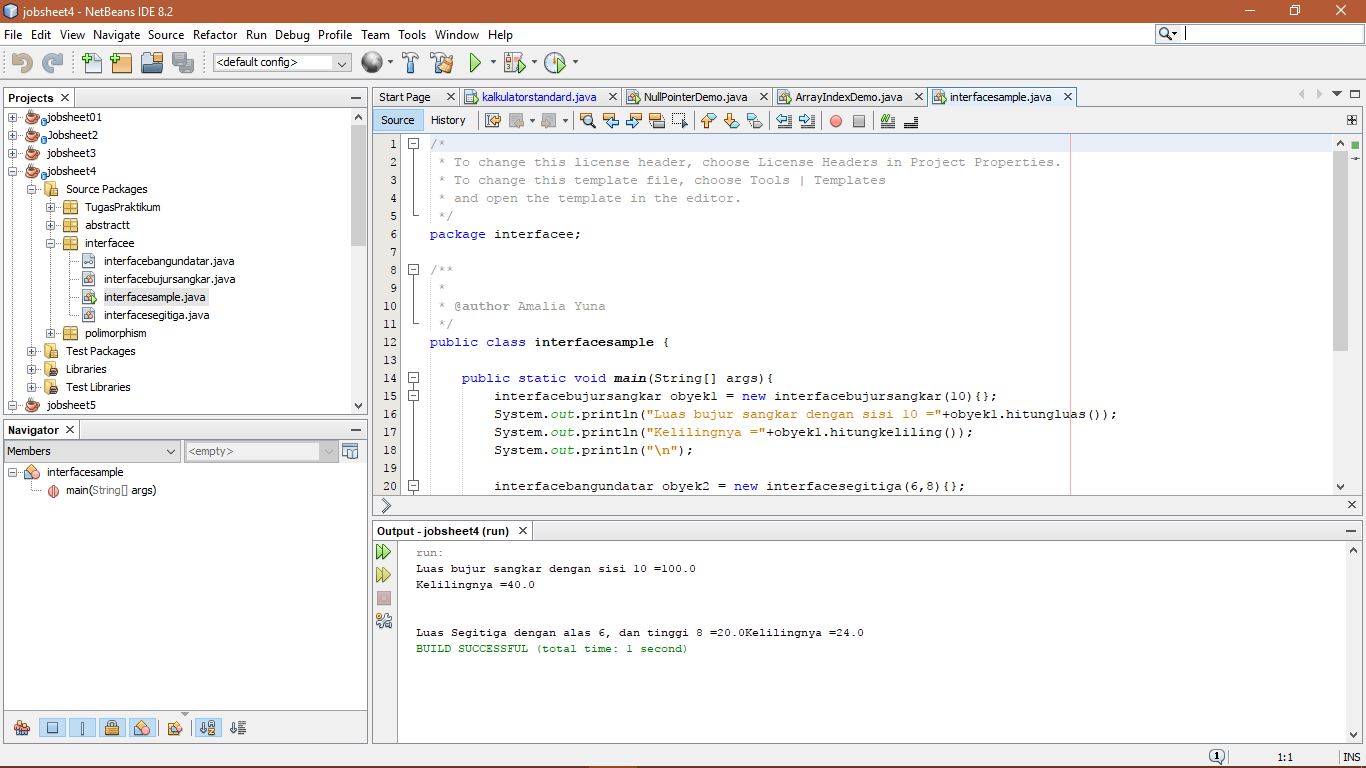 jobsheet4 - NetBeans IDE 8.2
File Edit View Navigate Source Refactor Run Debug Profile Team Tools Window Help
<default config>
Projects
jobsheet01
Jobsheet2
jobsheet3
jobsheet4
Source Packages
TugasPraktikum
abstractt
interfacee
interfacebangundatar.java
interfacebujursangkar.java
interfacesample.java
interfacesegitiga.java
polimorphism
Test Packages
Libraries
Test Libraries
jobsheet5
Navigator
Members <empty>
interfacesample
main(String[] args)
Start Page kalkulatorstandard.java NullPointerDemo.java ArrayIndexDemo.java interfacesample.java
Source History
1 /*
2 * To change this license header, choose License Headers in Project Properties.
3 * To change this template file, choose Tools | Templates
4 * and open the template in the editor.
5 */
6 package interfacee;
7
8 /**
9 *
10 * @author Amalia Yuna
11 */
12 public class interfacesample {
13
14 public static void main(String[] args){
15 interfacebujursangkar obyek1 = new interfacebujursangkar(10){};
16 System.out.println("Luas bujur sangkar dengan sisi 10 ="+obyek1.hitungluas());
17 System.out.println("Kelilingnya ="+obyek1.hitungkeliling());
18 System.out.println("\n");
19
20 interfacebangundatar obyek2 = new interfacesegitiga(6,8){};
Output - jobsheet4 (run)
run:
Luas bujur sangkar dengan sisi 10 =100.0
Kelilingnya =40.0
Luas Segitiga dengan alas 6, dan tinggi 8 =20.0Kelilingnya =24.0
BUILD SUCCESSFUL (total time: 1 second)
1 1:1 INS